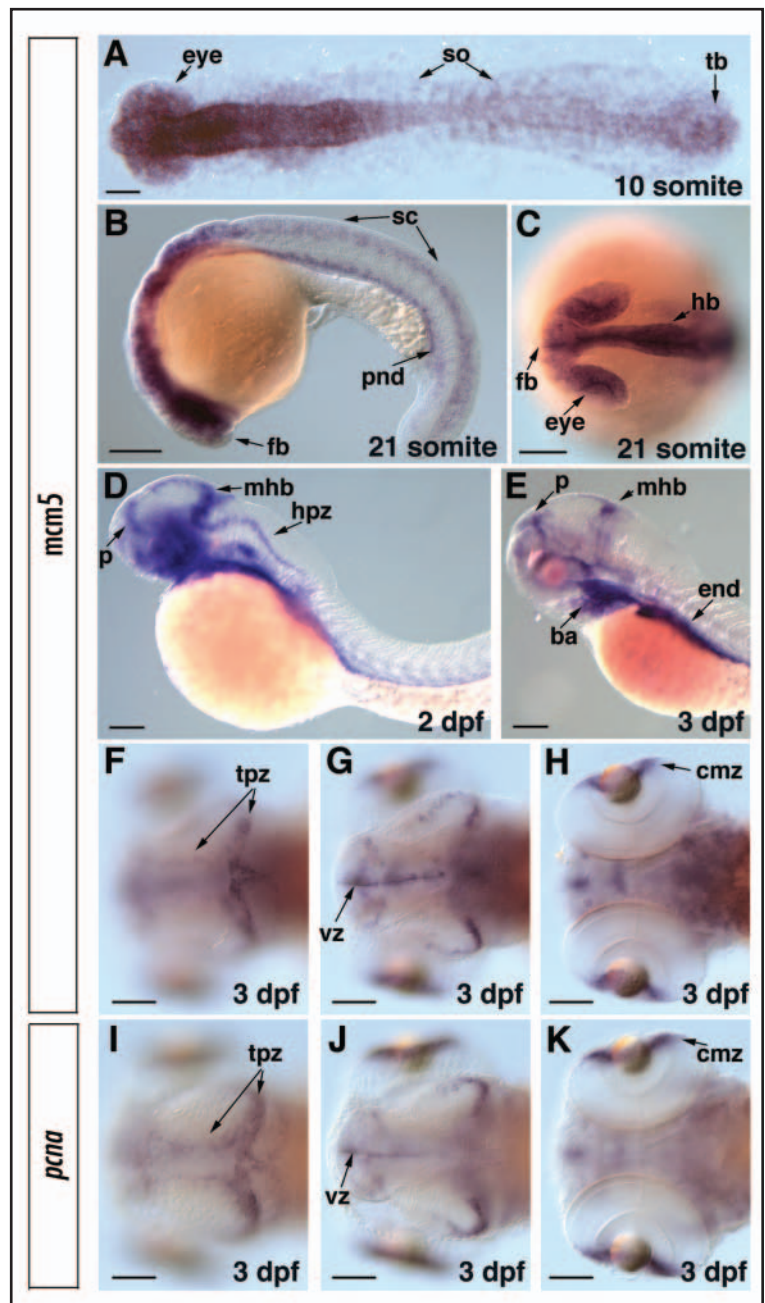 mcm5
A
eye
so
tb
10 somite
B
sc
pnd
fb
21 somite
C
hb
fb
eye
21 somite
D
mhb
hpz
p
2 dpf
E
p
mhb
end
ba
3 dpf
F
tpz
3 dpf
G
vz
3 dpf
H
cmz
3 dpf
pcna
I
tpz
3 dpf
J
vz
3 dpf
K
cmz
3 dpf